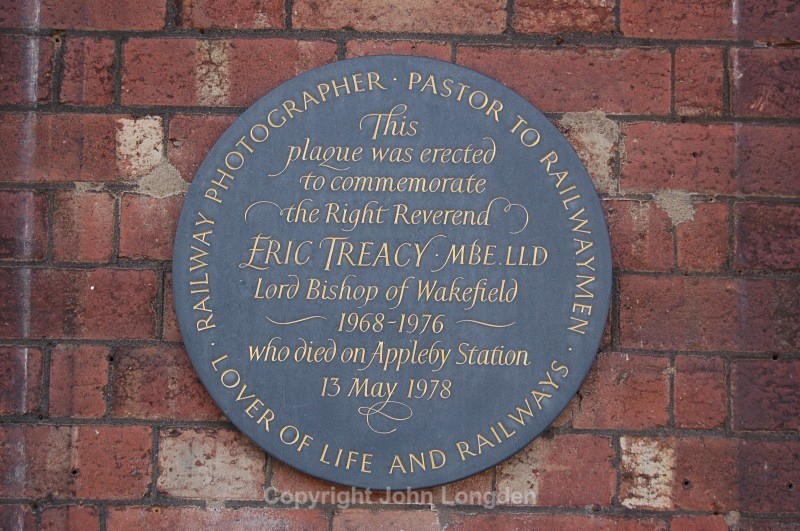 RAILWAY PHOTOGRAPHER · PASTOR TO RAILWAYMEN ·
This
plaque was erected
to commemorate
the Right Reverend
ERIC TREACY · MBE. LLD
Lord Bishop of Wakefield
1968-1976
who died on Appleby Station
13 May 1978
LOVER OF LIFE AND RAILWAYS ·
Copyright John Longden